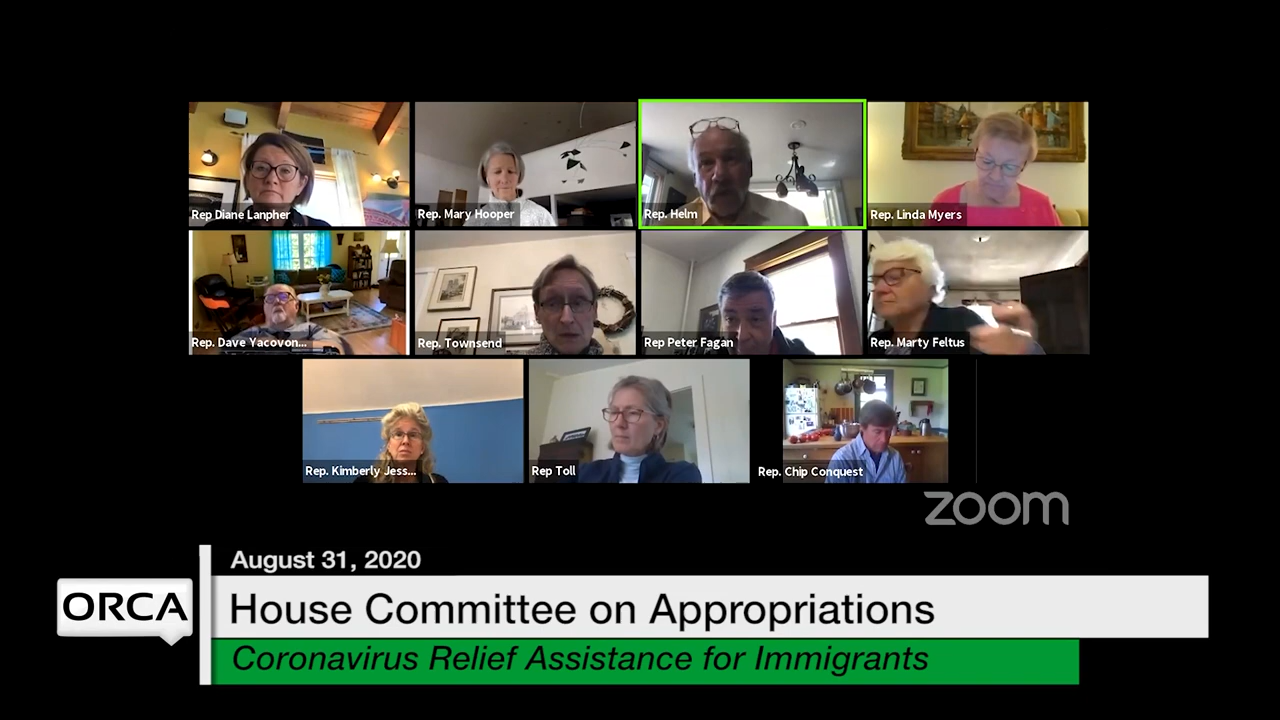 Rep Diane Lanpher
Rep. Mary Hooper
Rep. Helm
Rep. Linda Myers
Rep. Dave Yacovon...
Rep. Townsend
Rep Peter Fagan
Rep. Marty Feltus
Rep. Kimberly Jess...
Rep Toll
Rep. Chip Conquest
zoom
August 31, 2020
ORCA
House Committee on Appropriations
Coronavirus Relief Assistance for Immigrants